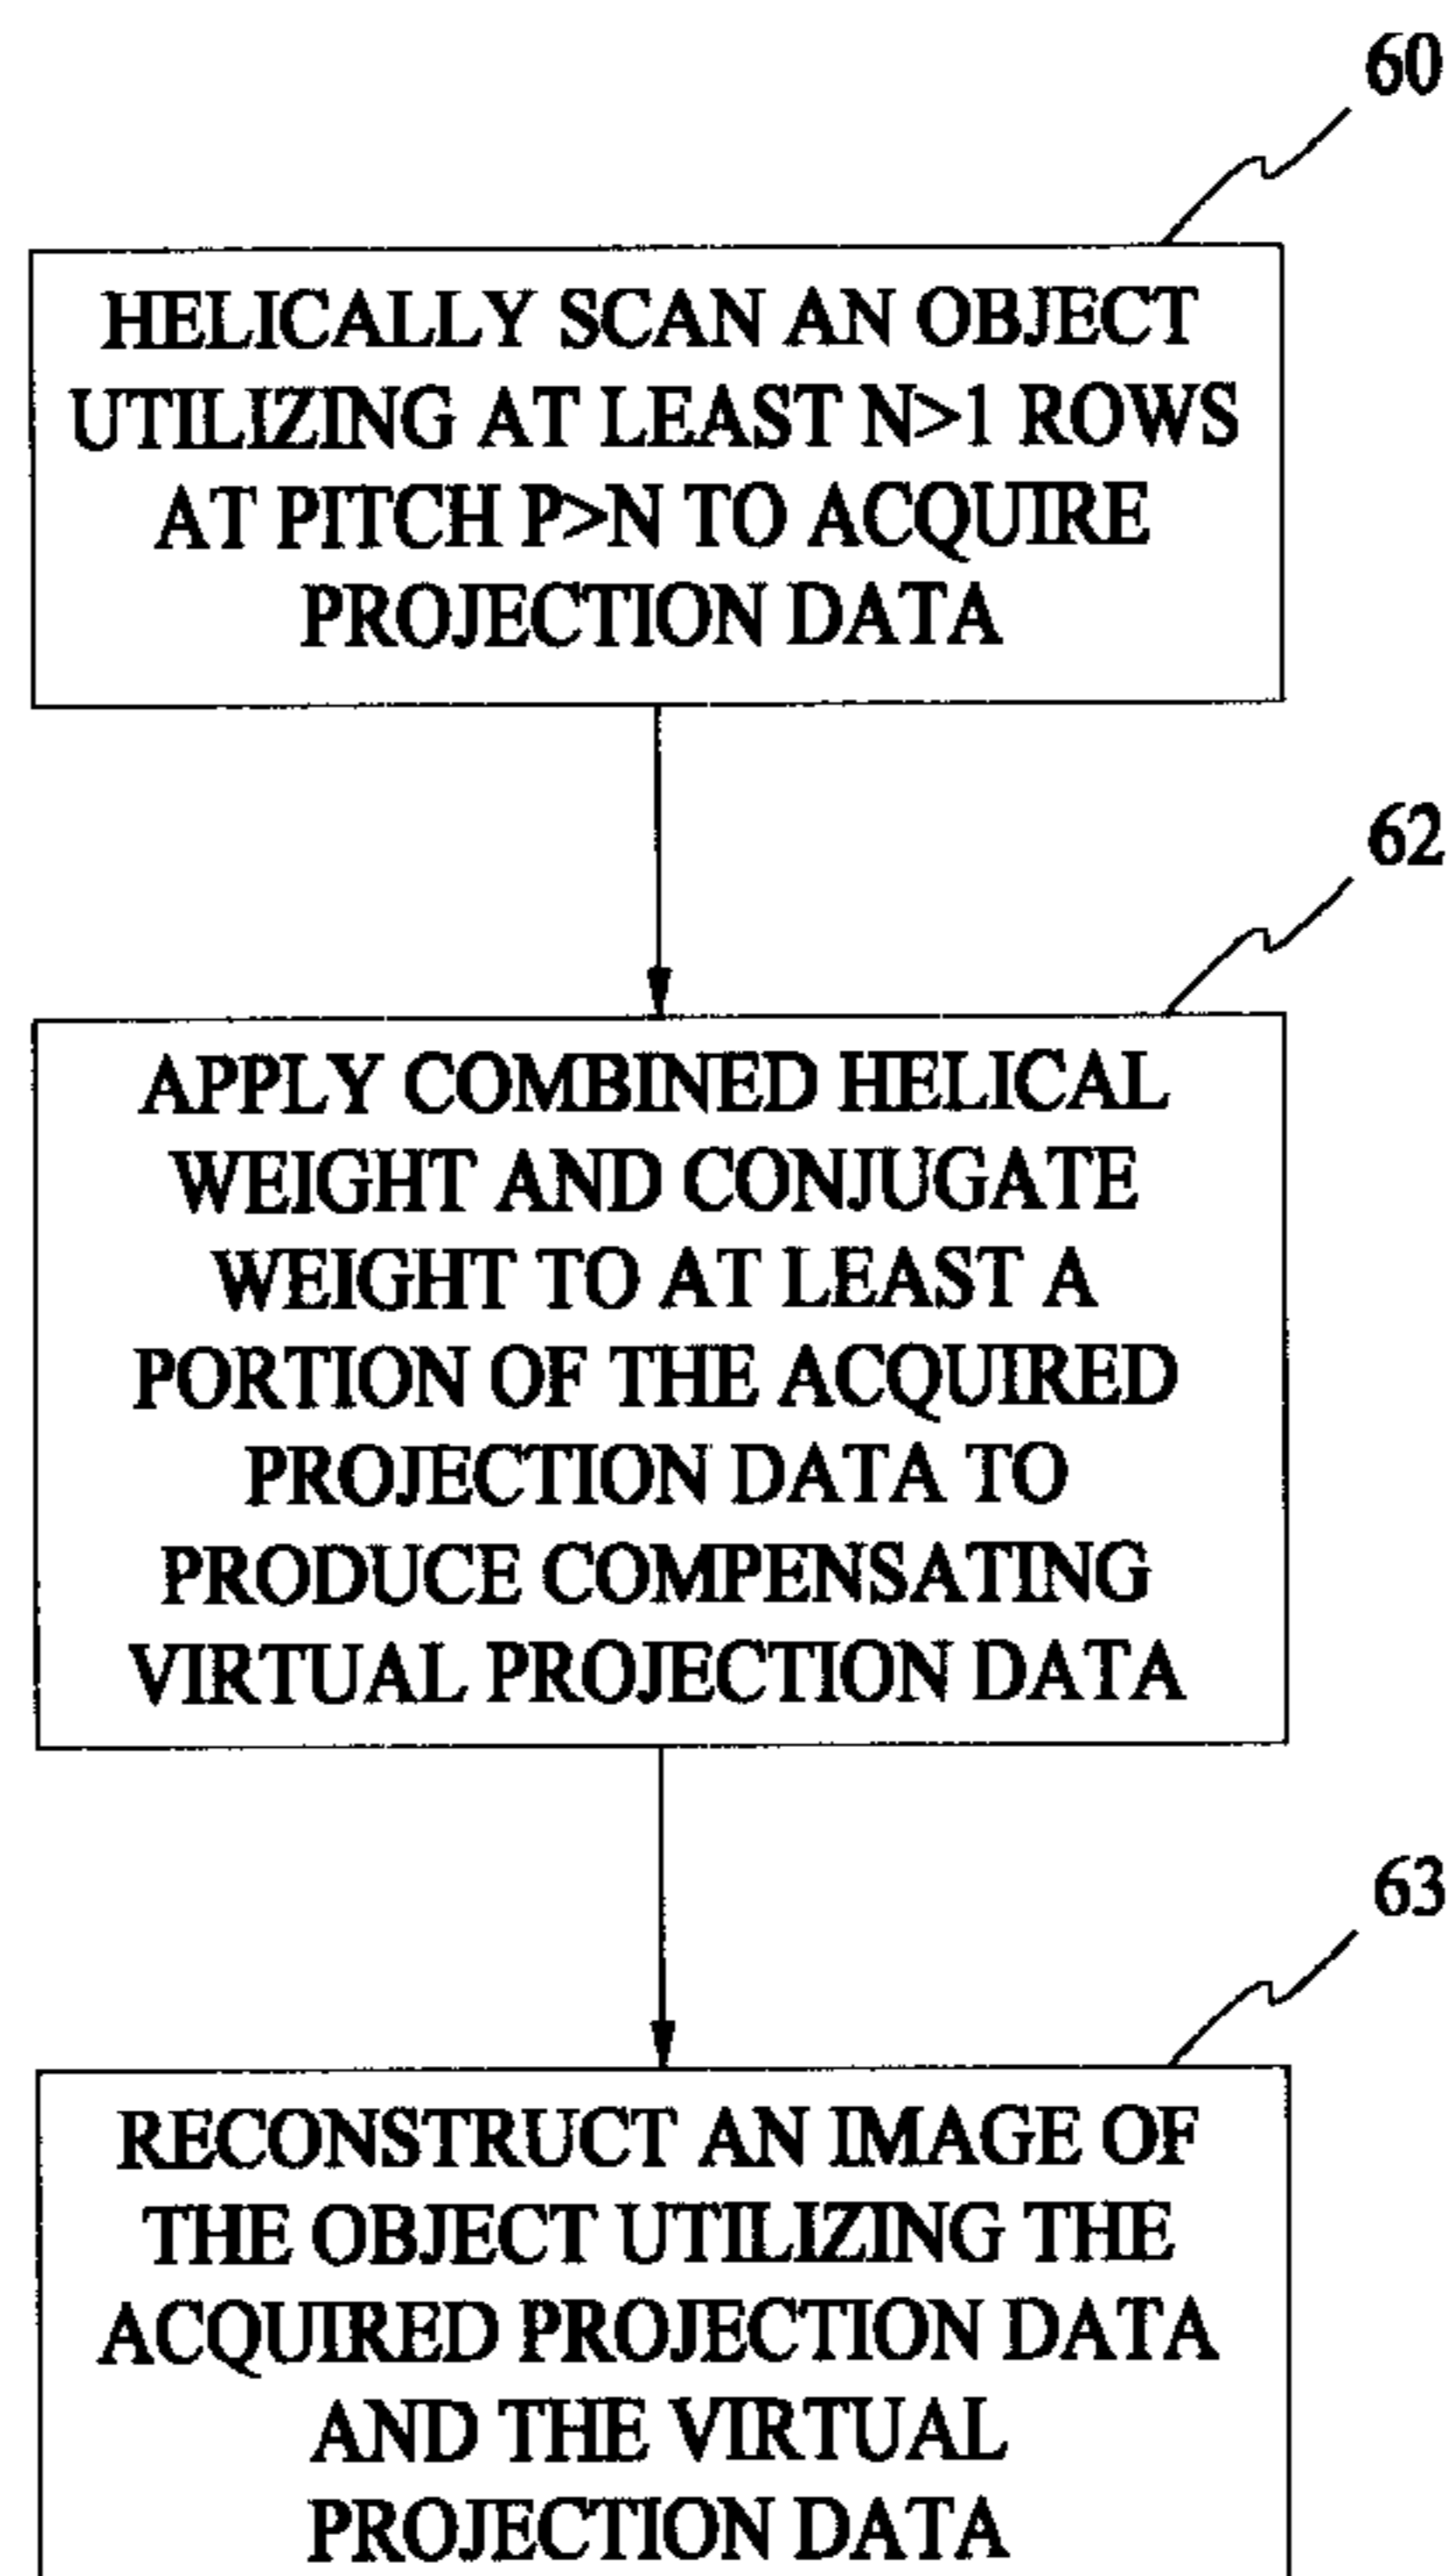 60
HELICALLY SCAN AN OBJECT
UTILIZING AT LEAST N>1 ROWS
AT PITCH P>N TO ACQUIRE
PROJECTION DATA
62
APPLY COMBINED HELICAL
WEIGHT AND CONJUGATE
WEIGHT TO AT LEAST A
PORTION OF THE ACQUIRED
PROJECTION DATA TO
PRODUCE COMPENSATING
VIRTUAL PROJECTION DATA
63
RECONSTRUCT AN IMAGE OF
THE OBJECT UTILIZING THE
ACQUIRED PROJECTION DATA
AND THE VIRTUAL
PROJECTION DATA